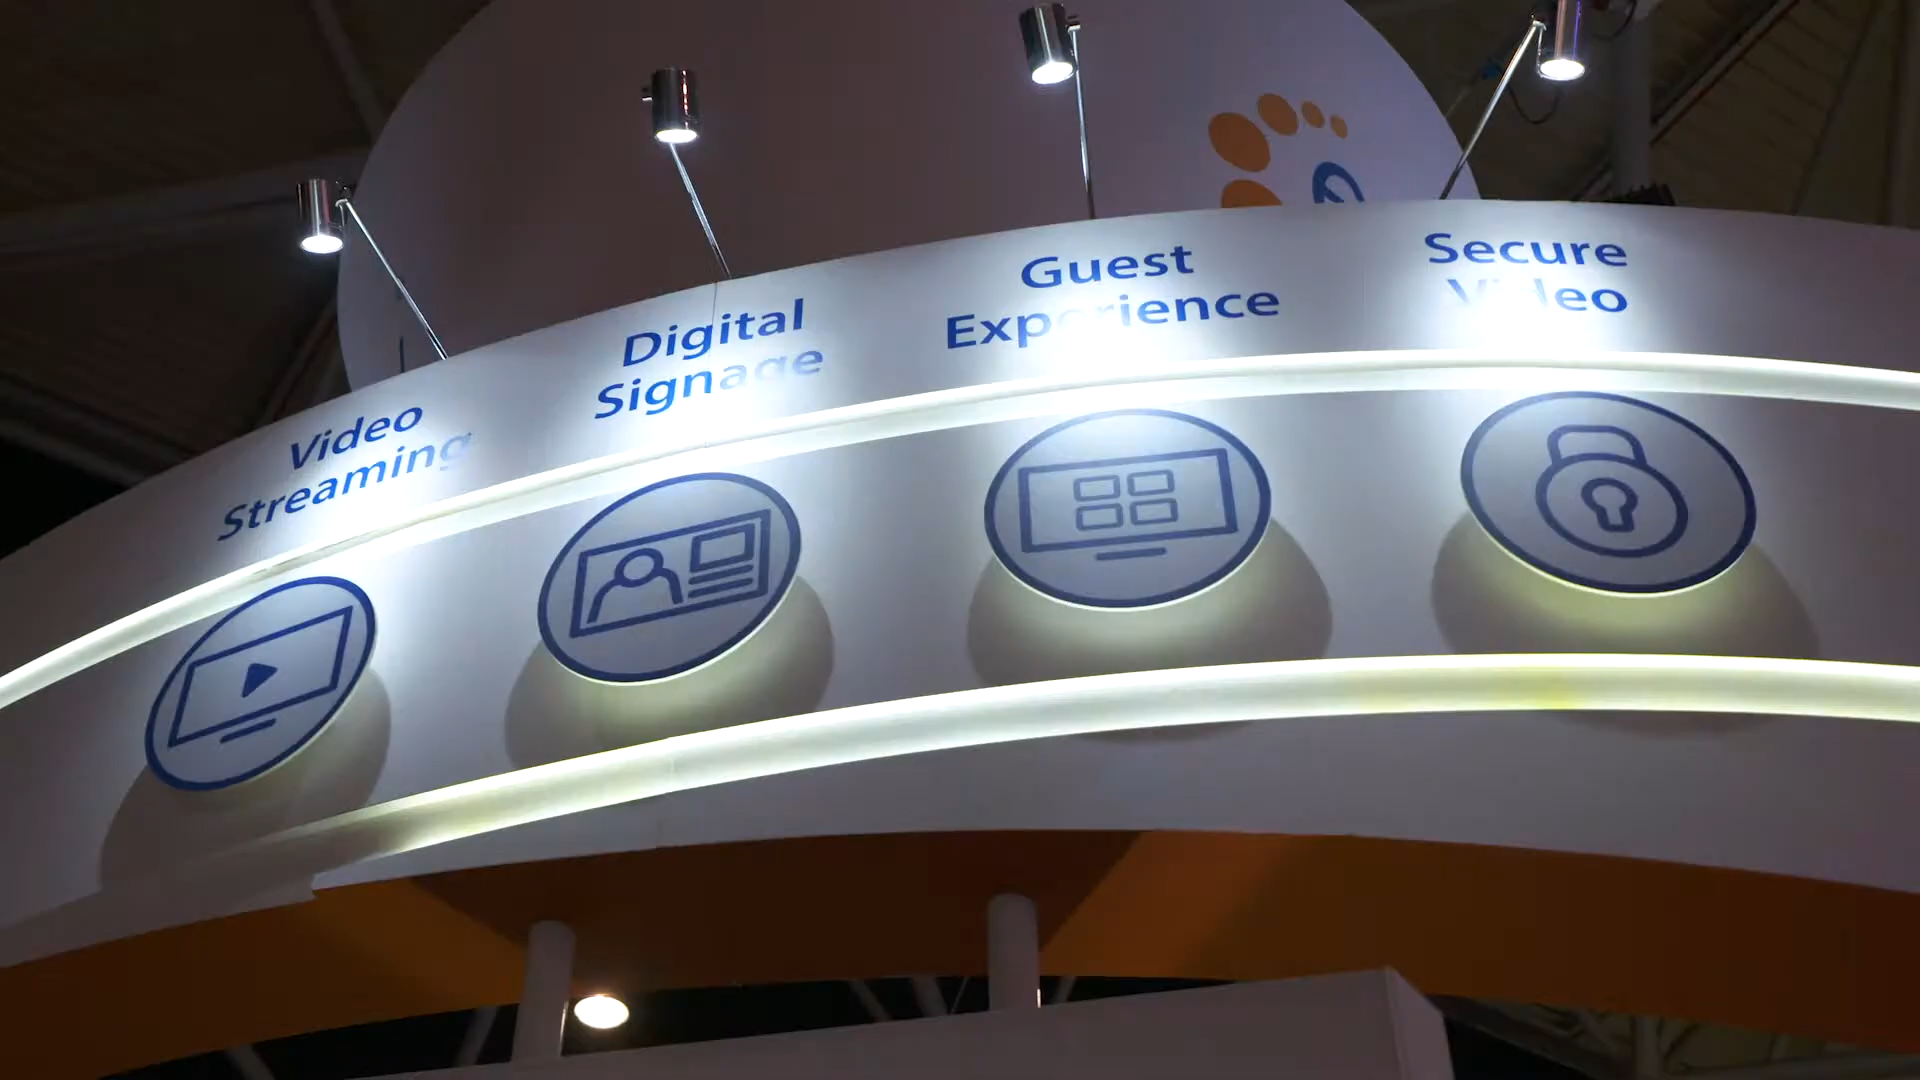 Video
Streaming
Digital
Signage
Guest
Experience
Secure
Video